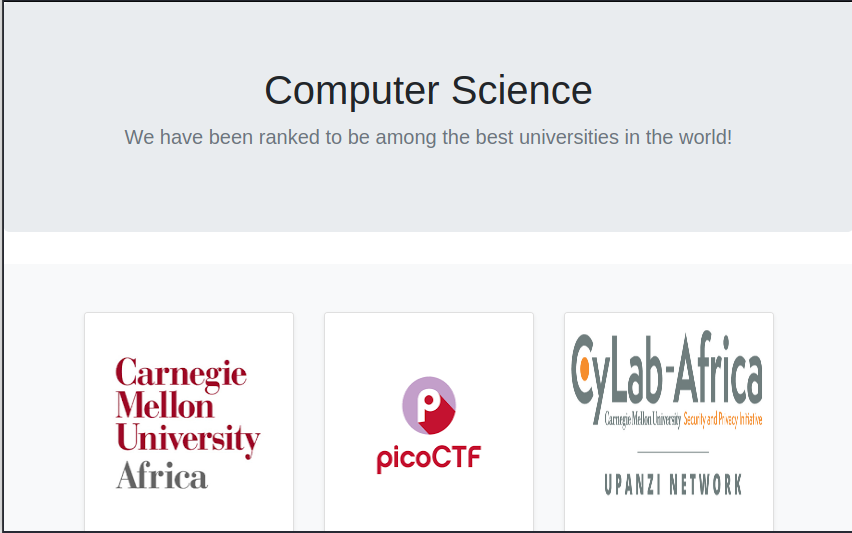 Computer Science
We have been ranked to be among the best universities in the world!
Carnegie
Mellon
University
Africa
picoCTF
CyLab-Africa
Carnegie Mellon University Security and Privacy Initiative
UPANZI NETWORK